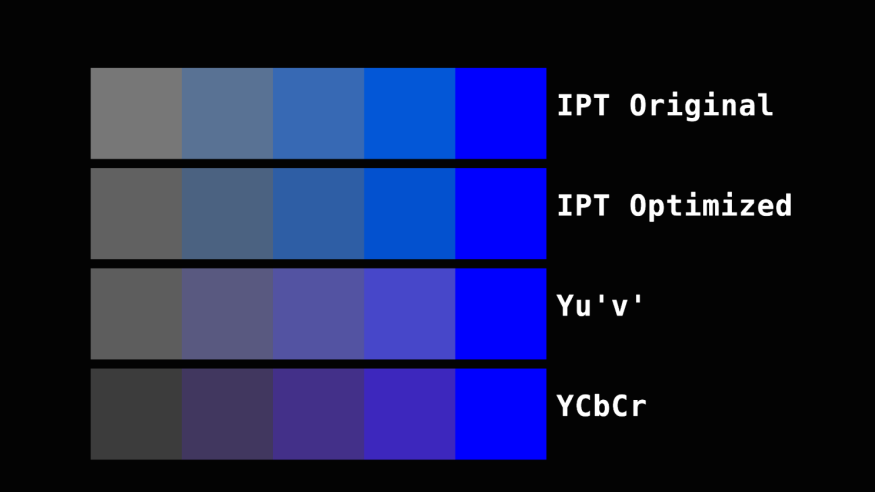 IPT Original
IPT Optimized
Yu'v'
YCbCr